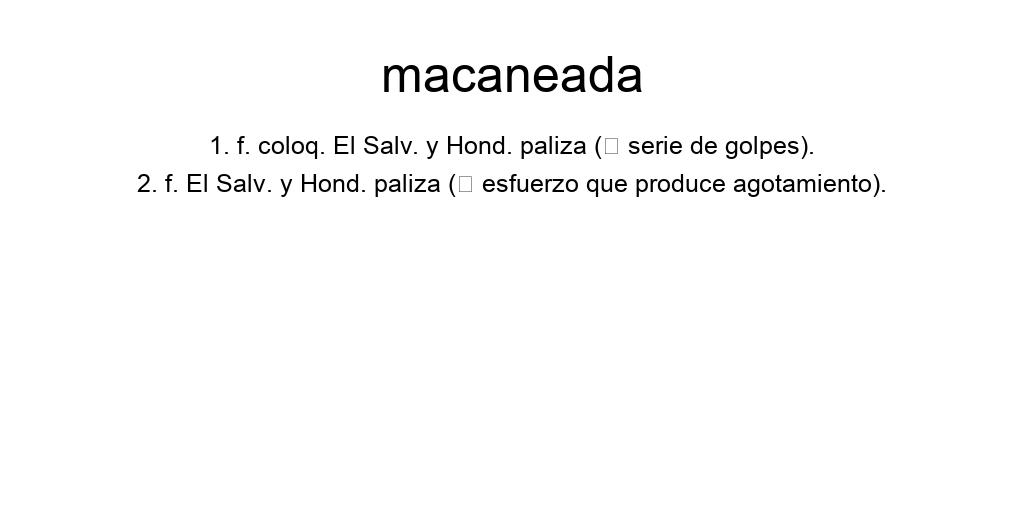 macaneada
1. f. coloq. El Salv. y Hond. paliza (▯ serie de golpes).
2. f. El Salv. y Hond. paliza (▯ esfuerzo que produce agotamiento).